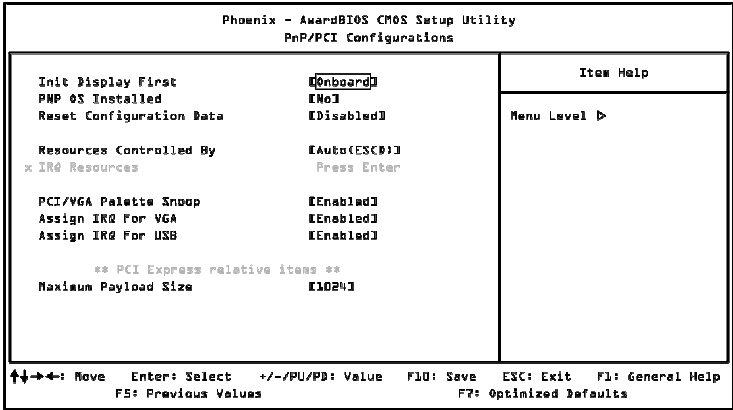 Phoenix - AwardBIOS CMOS Setup Utility
PnP/PCI Configurations
Init Display First [Onboard]
PNP OS Installed [No]
Reset Configuration Data [Disabled]
Resources Controlled By [Auto(ESCD)]
x IRQ Resources Press Enter
PCI/VGA Palette Snoop [Enabled]
Assign IRQ For VGA [Enabled]
Assign IRQ For USB [Enabled]
** PCI Express relative items **
Maximum Payload Size [1024]
Item Help
Menu Level ▷
↑↓→←: Move Enter: Select +/-/PU/PD: Value F10: Save ESC: Exit F1: General Help
F5: Previous Values F7: Optimized Defaults